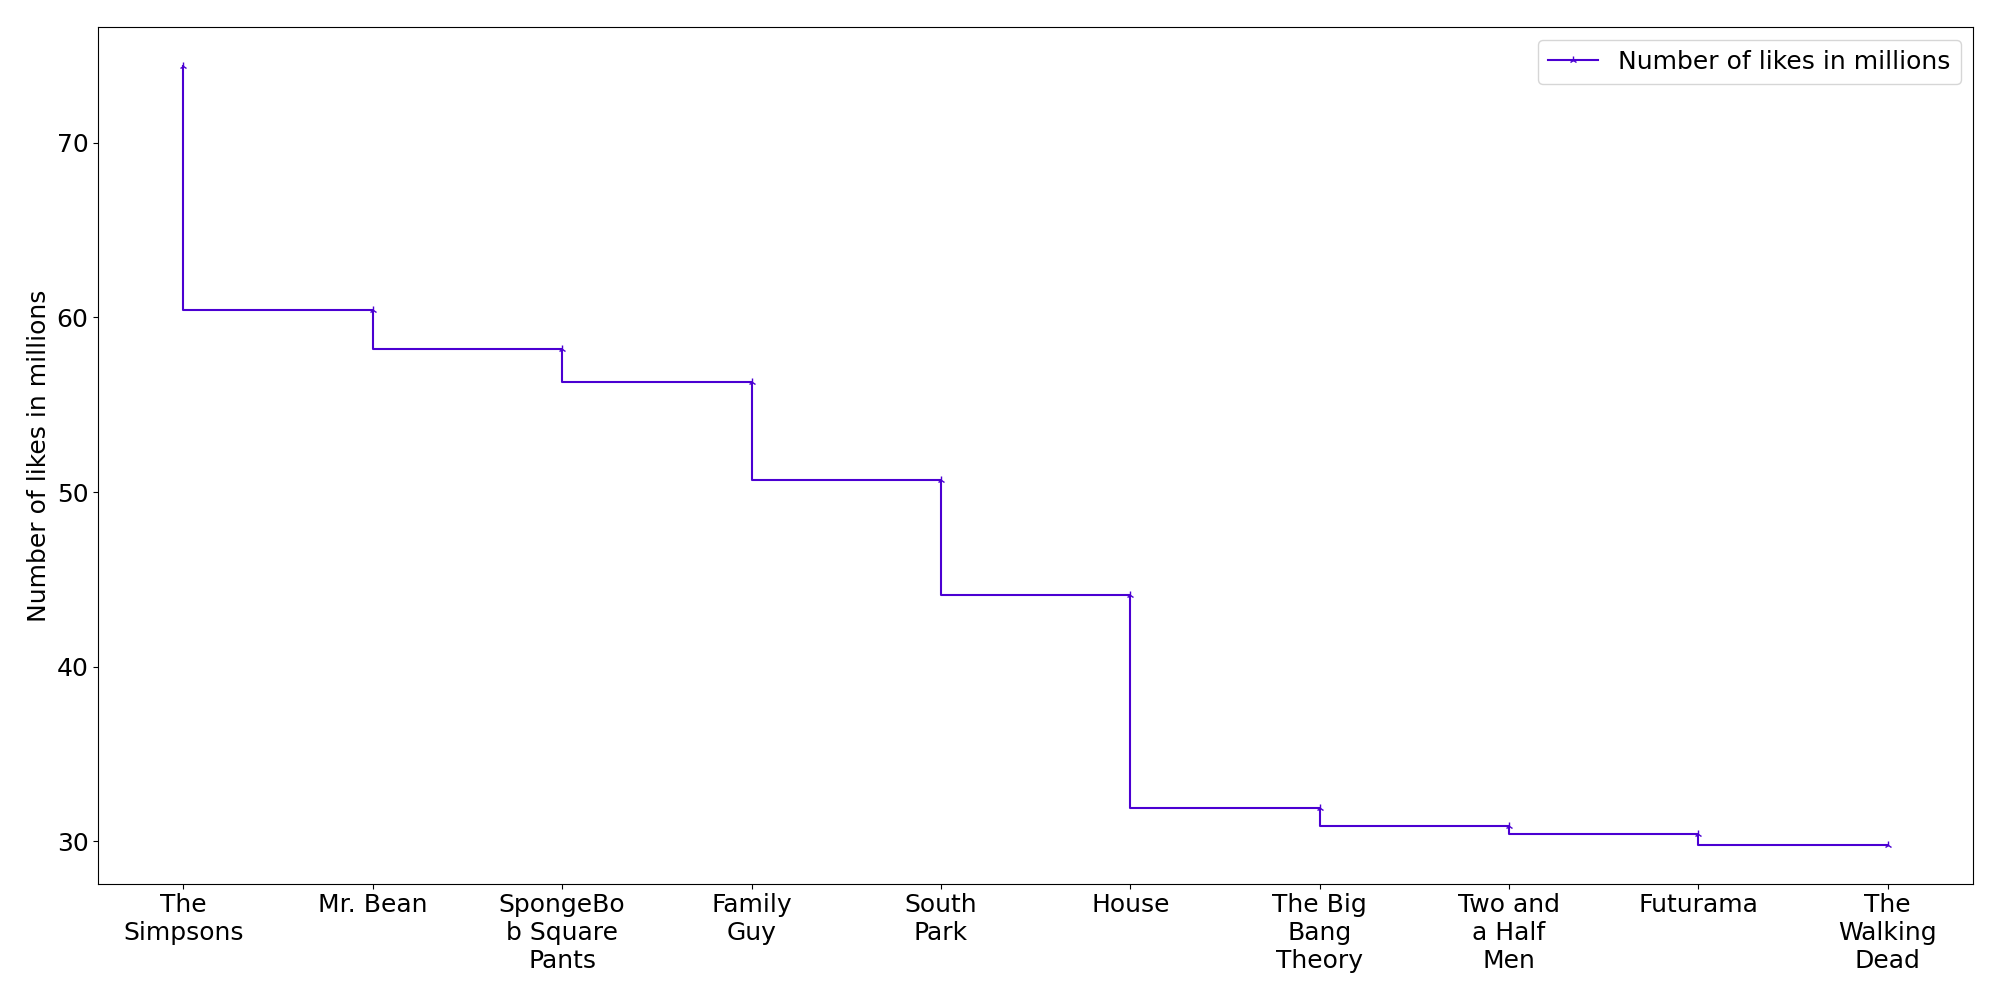 Number of likes in millions
Number of likes in millions
70
60
50
40
30
The
Simpsons
Mr. Bean
SpongeBo
b Square
Pants
Family
Guy
South
Park
House
The Big
Bang
Theory
Two and
a Half
Men
Futurama
The
Walking
Dead